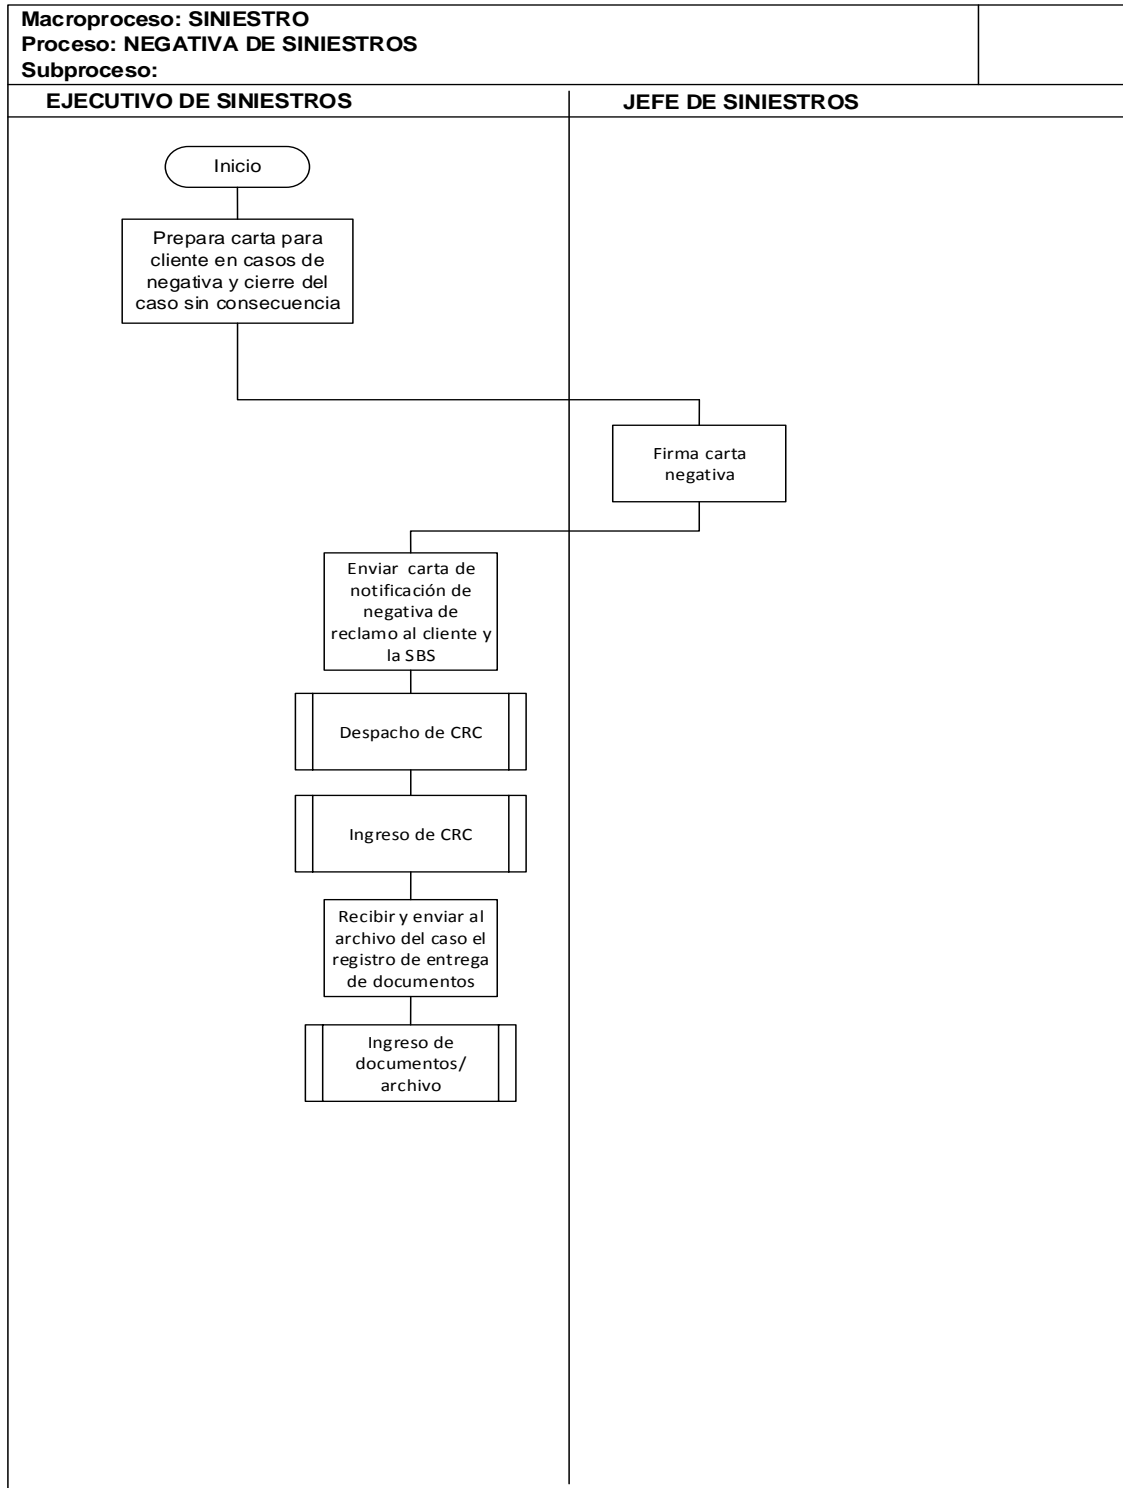 Macroproceso: SINIESTRO
Proceso: NEGATIVA DE SINIESTROS
Subproceso:
EJECUTIVO DE SINIESTROS
JEFE DE SINIESTROS
Inicio
Prepara carta para
cliente en casos de
negativa y cierre del
caso sin consecuencia
Firma carta
negativa
Enviar carta de
notificación de
negativa de
reclamo al cliente y
la SBS
Despacho de CRC
Ingreso de CRC
Recibir y enviar al
archivo del caso el
registro de entrega
de documentos
Ingreso de
documentos/
archivo